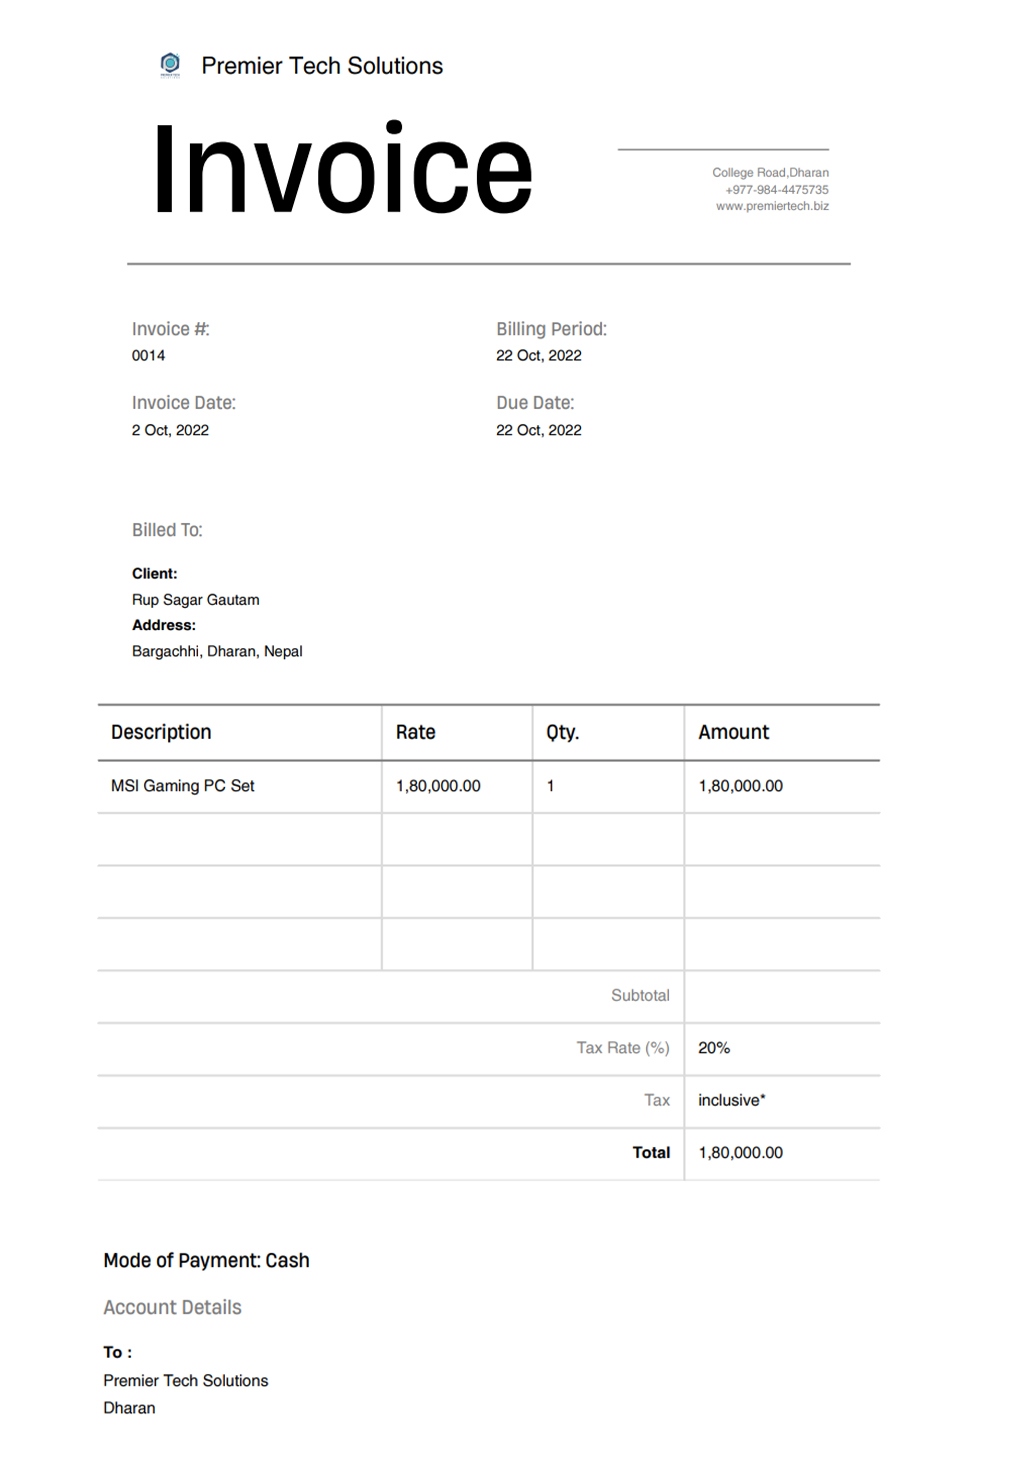 Premier Tech Solutions
Invoice
College Road,Dharan
+977-984-4475735
www.premiertech.biz
Invoice #:
0014
Billing Period:
22 Oct, 2022
Invoice Date:
2 Oct, 2022
Due Date:
22 Oct, 2022
Billed To:
Client:
Rup Sagar Gautam
Address:
Bargachhi, Dharan, Nepal
Description Rate Qty. Amount
MSI Gaming PC Set 1,80,000.00 1 1,80,000.00
Subtotal
Tax Rate (%) 20%
Tax inclusive*
Total 1,80,000.00
Mode of Payment: Cash
Account Details
To :
Premier Tech Solutions
Dharan